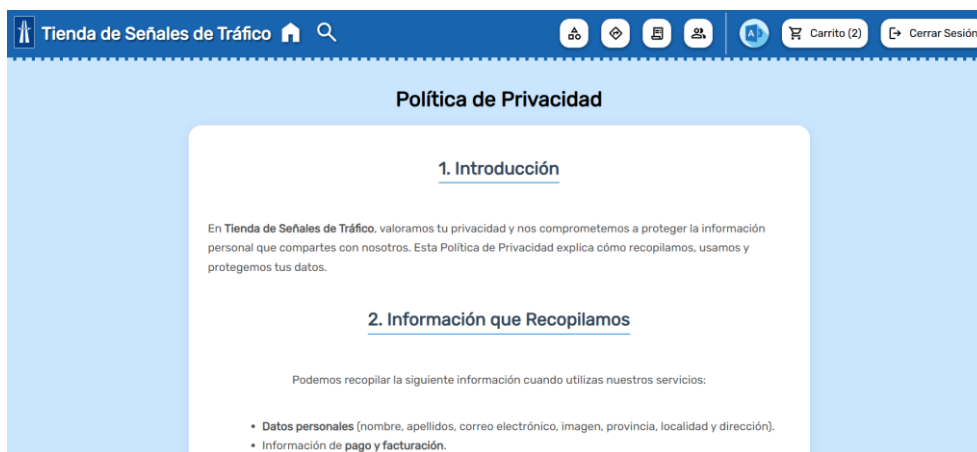 Tienda de Señales de Tráfico
A
Carrito (2)
Cerrar Sesión
Política de Privacidad
1. Introducción
En Tienda de Señales de Tráfico, valoramos tu privacidad y nos comprometemos a proteger la información
personal que compartes con nosotros. Esta Política de Privacidad explica cómo recopilamos, usamos y
protegemos tus datos.
2. Información que Recopilamos
Podemos recopilar la siguiente información cuando utilizas nuestros servicios:
• Datos personales (nombre, apellidos, correo electrónico, imagen, provincia, localidad y dirección).
• Información de pago y facturación.